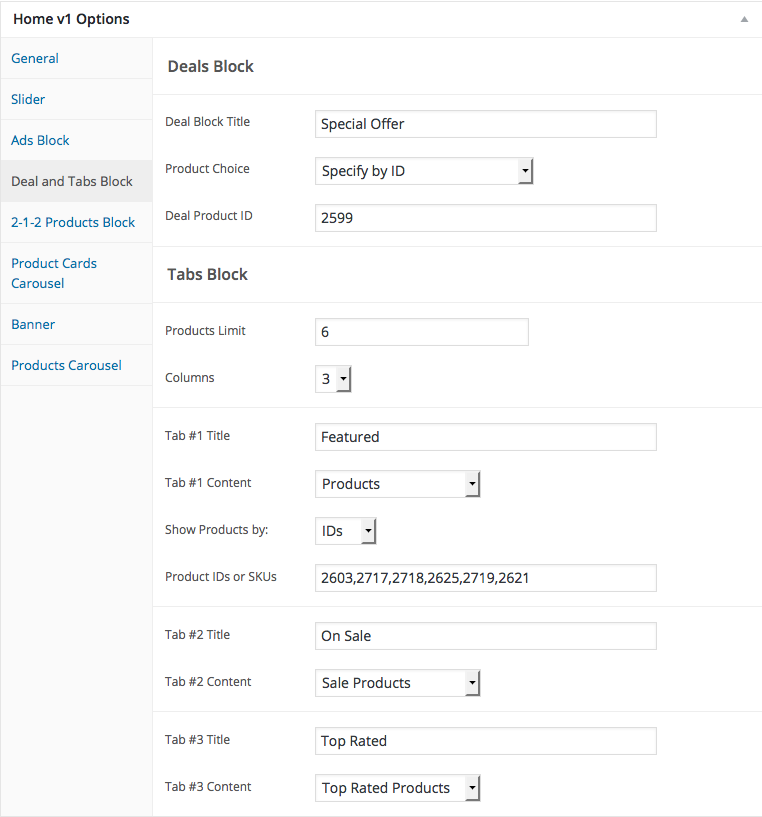 Home v1 Options
General
Slider
Ads Block
Deal and Tabs Block
2-1-2 Products Block
Product Cards
Carousel
Banner
Products Carousel
Deals Block
Deal Block Title
Special Offer
Product Choice
Specify by ID
Deal Product ID
2599
Tabs Block
Products Limit
6
Columns
3
Tab #1 Title
Featured
Tab #1 Content
Products
Show Products by:
IDs
Product IDs or SKUs
2603,2717,2718,2625,2719,2621
Tab #2 Title
On Sale
Tab #2 Content
Sale Products
Tab #3 Title
Top Rated
Tab #3 Content
Top Rated Products